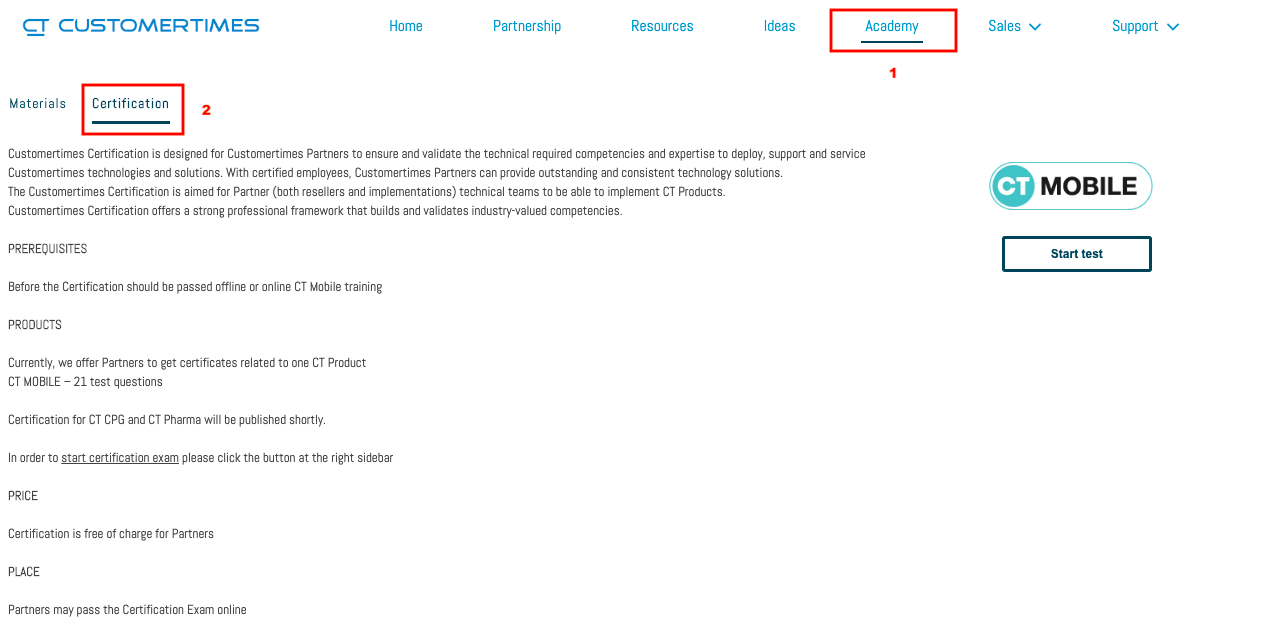 CT CUSTOMERTIMES
Home Partnership Resources Ideas Academy Sales Support
1
Materials Certification 2
Customertimes Certification is designed for Customertimes Partners to ensure and validate the technical required competencies and expertise to deploy, support and service
Customertimes technologies and solutions. With certified employees, Customertimes Partners can provide outstanding and consistent technology solutions.
The Customertimes Certification is aimed for Partner (both resellers and implementations) technical teams to be able to implement CT Products.
Customertimes Certification offers a strong professional framework that builds and validates industry-valued competencies.
CT MOBILE
Start test
PREREQUISITES
Before the Certification should be passed offline or online CT Mobile training
PRODUCTS
Currently, we offer Partners to get certificates related to one CT Product
CT MOBILE – 21 test questions
Certification for CT CPG and CT Pharma will be published shortly.
In order to start certification exam please click the button at the right sidebar
PRICE
Certification is free of charge for Partners
PLACE
Partners may pass the Certification Exam online